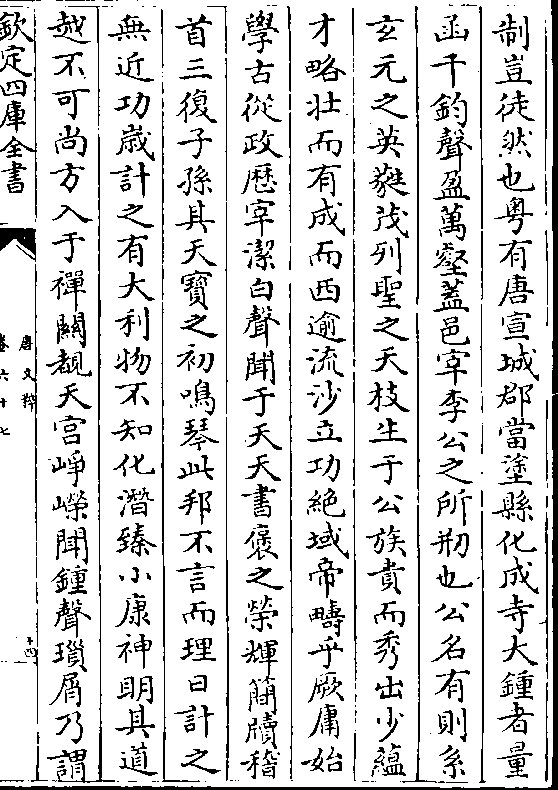 制豈徒然也粤有唐宣城郡當塗縣化成寺大鍾者量
函千鈞聲盈萬壑蓋邑宰李公之所刱也公名有則系
玄元之英蕤茂列聖之天枝生于公族貴而秀出少藴
才略壯而有成而西逾流沙立功絶域帝疇乎厥庸始
學古從政歴宰潔白聲聞于天天書褒之榮輝簡牘稽
首三復子孫其天寳之初鳴琴此邦不言而理日計之
無近功歳計之有大利物不知化潛臻小康神明其道
越不可尚方入于禪關覩天宫崢嶸聞鍾聲瑣屑乃謂
欽定四庫全書
唐文粹
卷六十七
十四